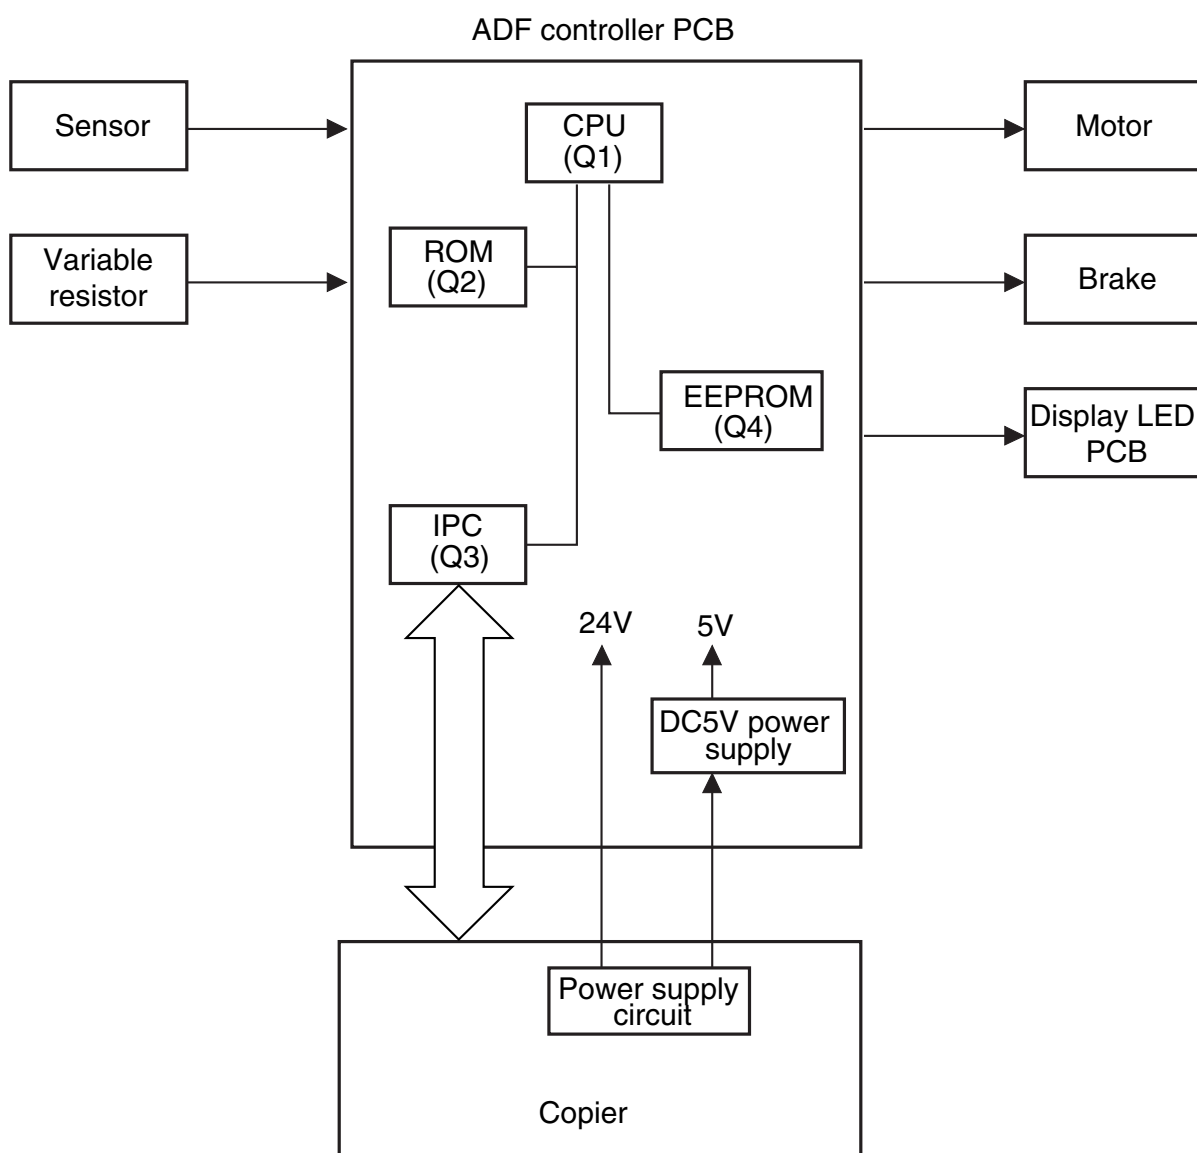 ADF controller PCB
Sensor
CPU
(Q1)
Motor
Variable
resistor
ROM
(Q2)
Brake
EEPROM
(Q4)
Display LED
PCB
IPC
(Q3)
24V
5V
DC5V power
supply
Power supply
circuit
Copier